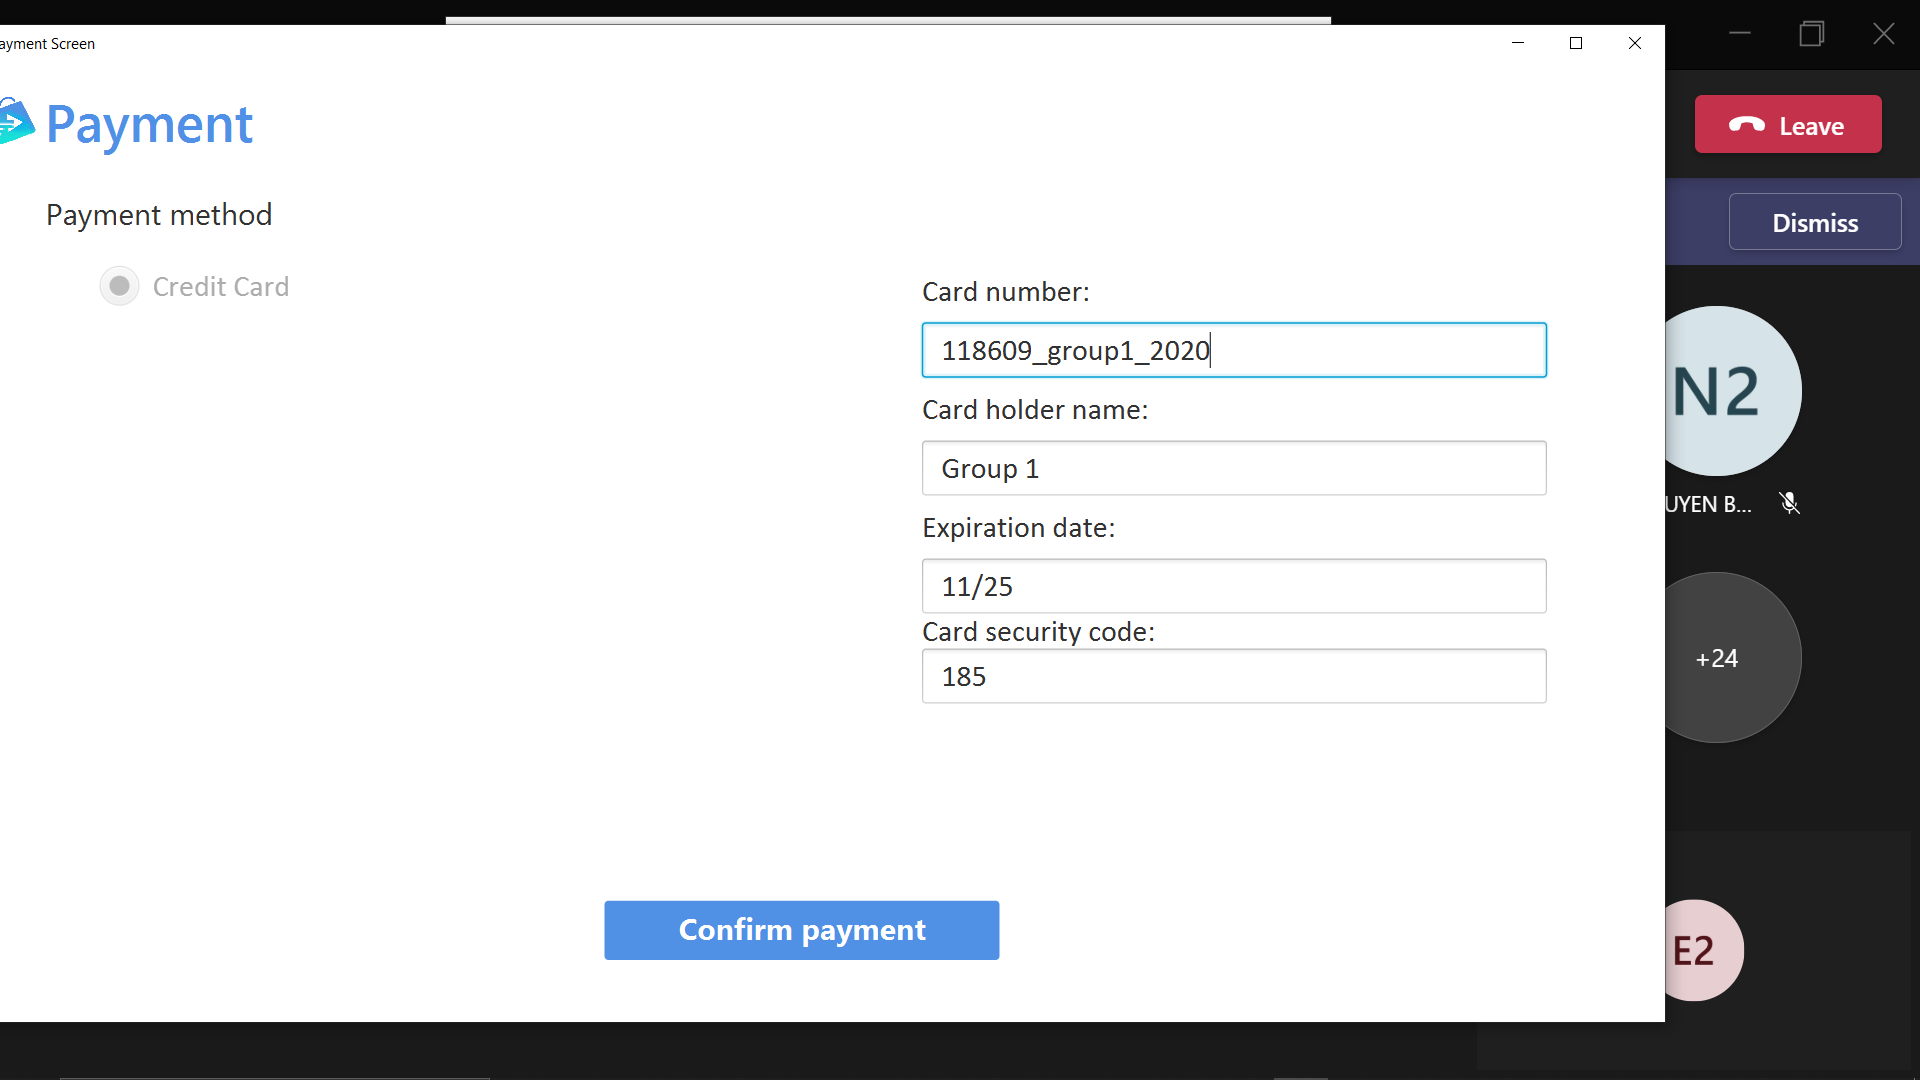 ayment Screen
Payment
Payment method
Credit Card
Card number:
118609_group1_2020
Card holder name:
Group 1
Expiration date:
11/25
Card security code:
185
Confirm payment
Leave
Dismiss
N2
UYEN B...
+24
E2